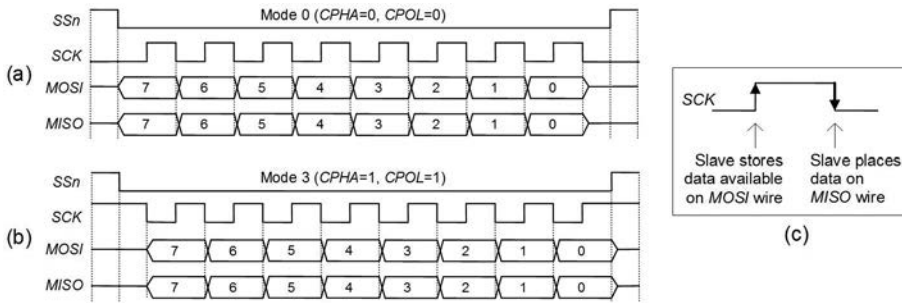 (a)
SSn
Mode 0 (CPHA=0, CPOL=0)
SCK
MOSI
7 6 5 4 3 2 1 0
MISO
7 6 5 4 3 2 1 0
(b)
SSn
Mode 3 (CPHA=1, CPOL=1)
SCK
MOSI
7 6 5 4 3 2 1 0
MISO
7 6 5 4 3 2 1 0
SCK
Slave stores
data available
on MOSI wire
Slave places
data on
MISO wire
(c)